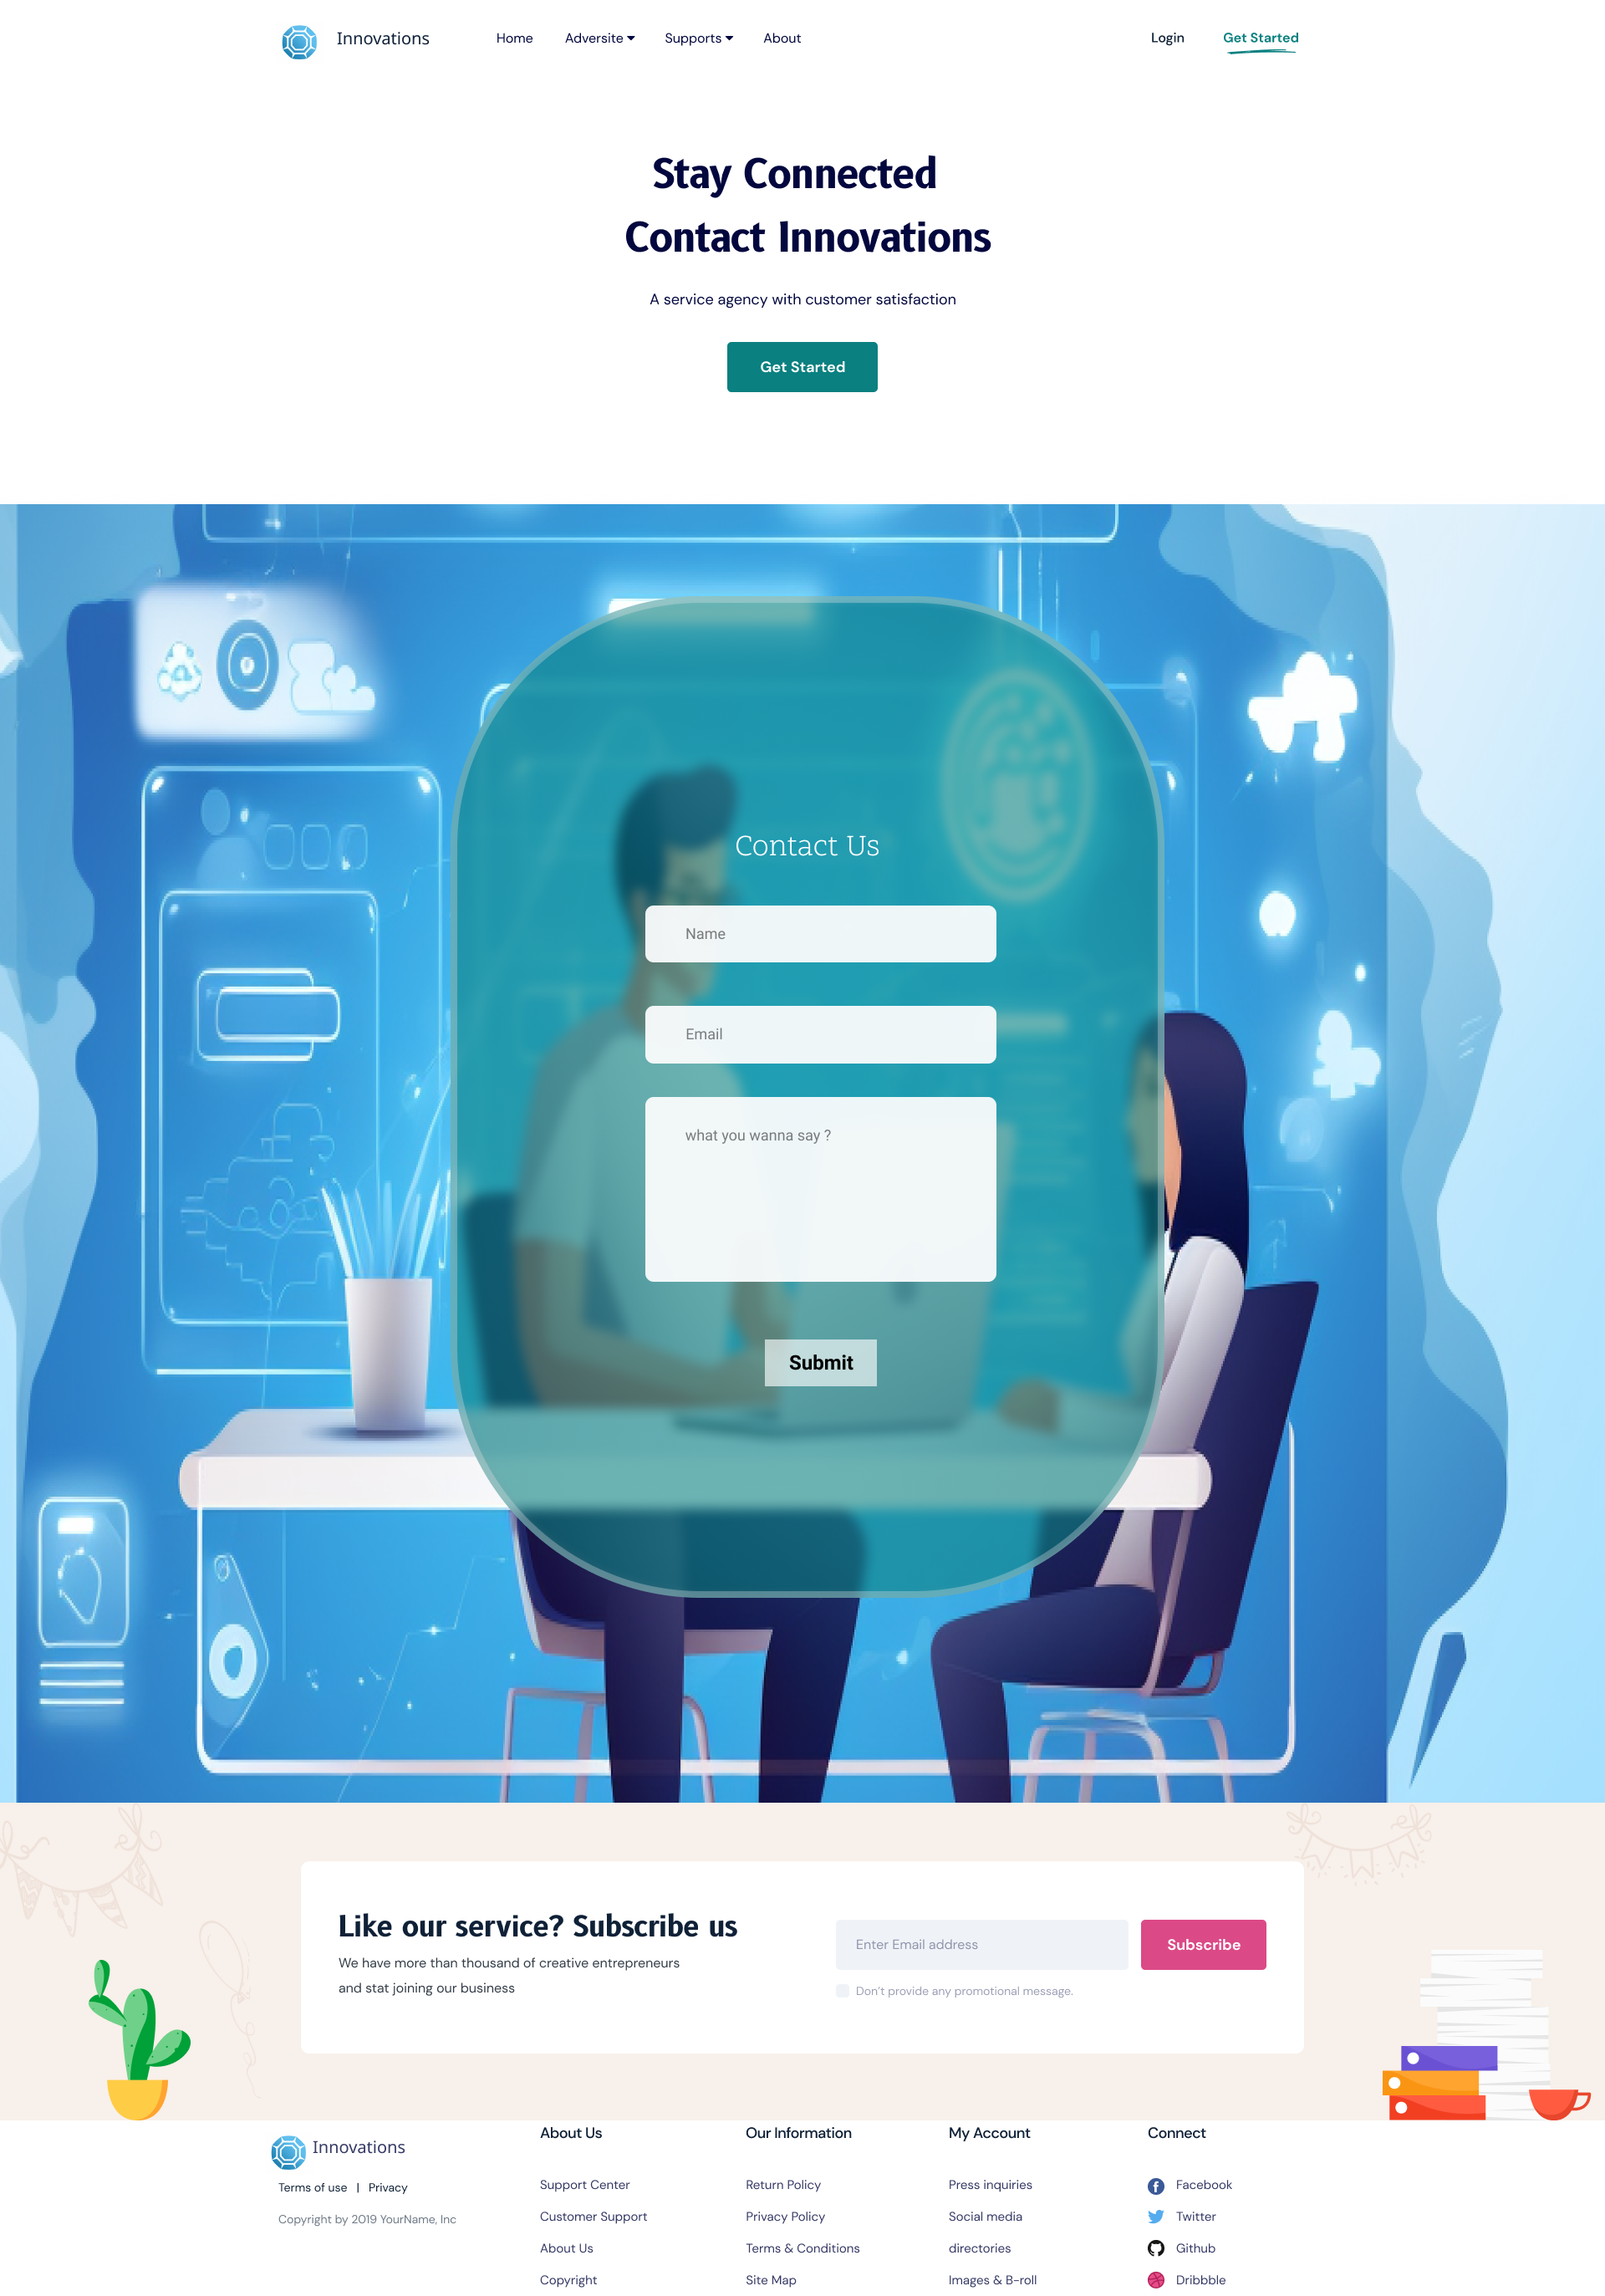 Innovations
Home
Adversite
Supports
About
Login
Get Started
Stay Connected
Contact Innovations
A service agency with customer satisfaction
Get Started
Contact Us
Name
Email
what you wanna say ?
Submit
Like our service? Subscribe us
We have more than thousand of creative entrepreneurs
and stat joining our business
Enter Email address
Subscribe
Don't provide any promotional message.
Innovations
Terms of use | Privacy
Copyright by 2019 YourName, Inc
About Us
Support Center
Customer Support
About Us
Copyright
Our Information
Return Policy
Privacy Policy
Terms & Conditions
Site Map
My Account
Press inquiries
Social media
directories
Images & B-roll
Connect
Facebook
Twitter
Github
Dribbble